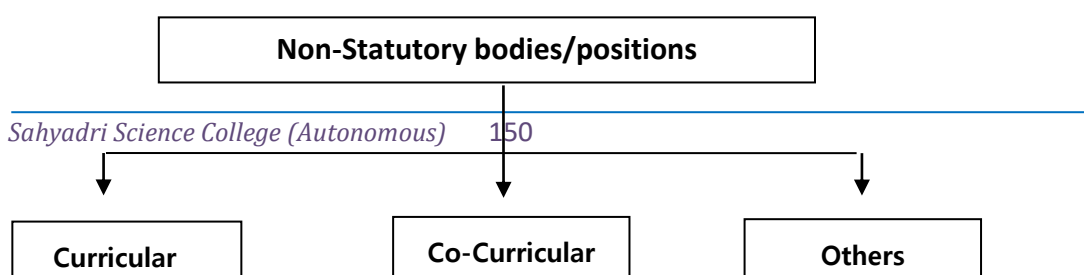 Non-Statutory bodies/positions
Sahyadri Science College (Autonomous) 150
Curricular Co-Curricular Others